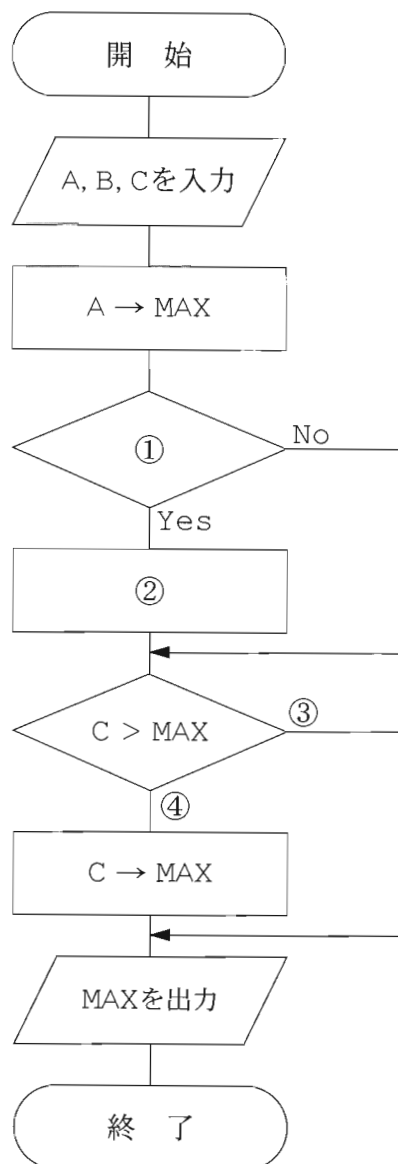 開　始
A, B, Cを入力
A → MAX
①
No
Yes
②
C > MAX
③
④
C → MAX
MAXを出力
終　了